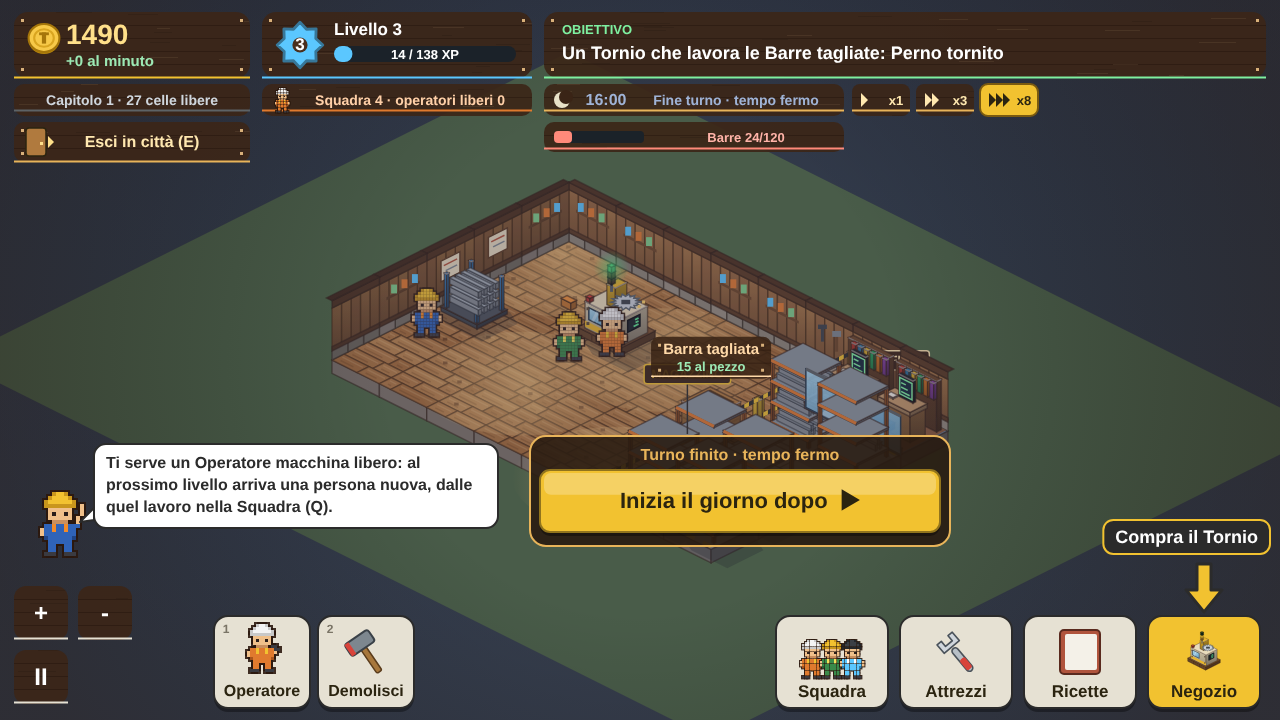 1490
+0 al minuto
3
Livello 3
14 / 138 XP
OBIETTIVO
Un Tornio che lavora le Barre tagliate: Perno tornito
Capitolo 1 · 27 celle libere
Squadra 4 · operatori liberi 0
16:00
Fine turno · tempo fermo
x1
x3
x8
Esci in città (E)
Barre 24/120
Barra tagliata
15 al pezzo
Ti serve un Operatore macchina libero: al
prossimo livello arriva una persona nuova, dalle
quel lavoro nella Squadra (Q).
Turno finito · tempo fermo
Inizia il giorno dopo
Compra il Tornio
+
-
1
Operatore
2
Demolisci
Squadra
Attrezzi
Ricette
Negozio